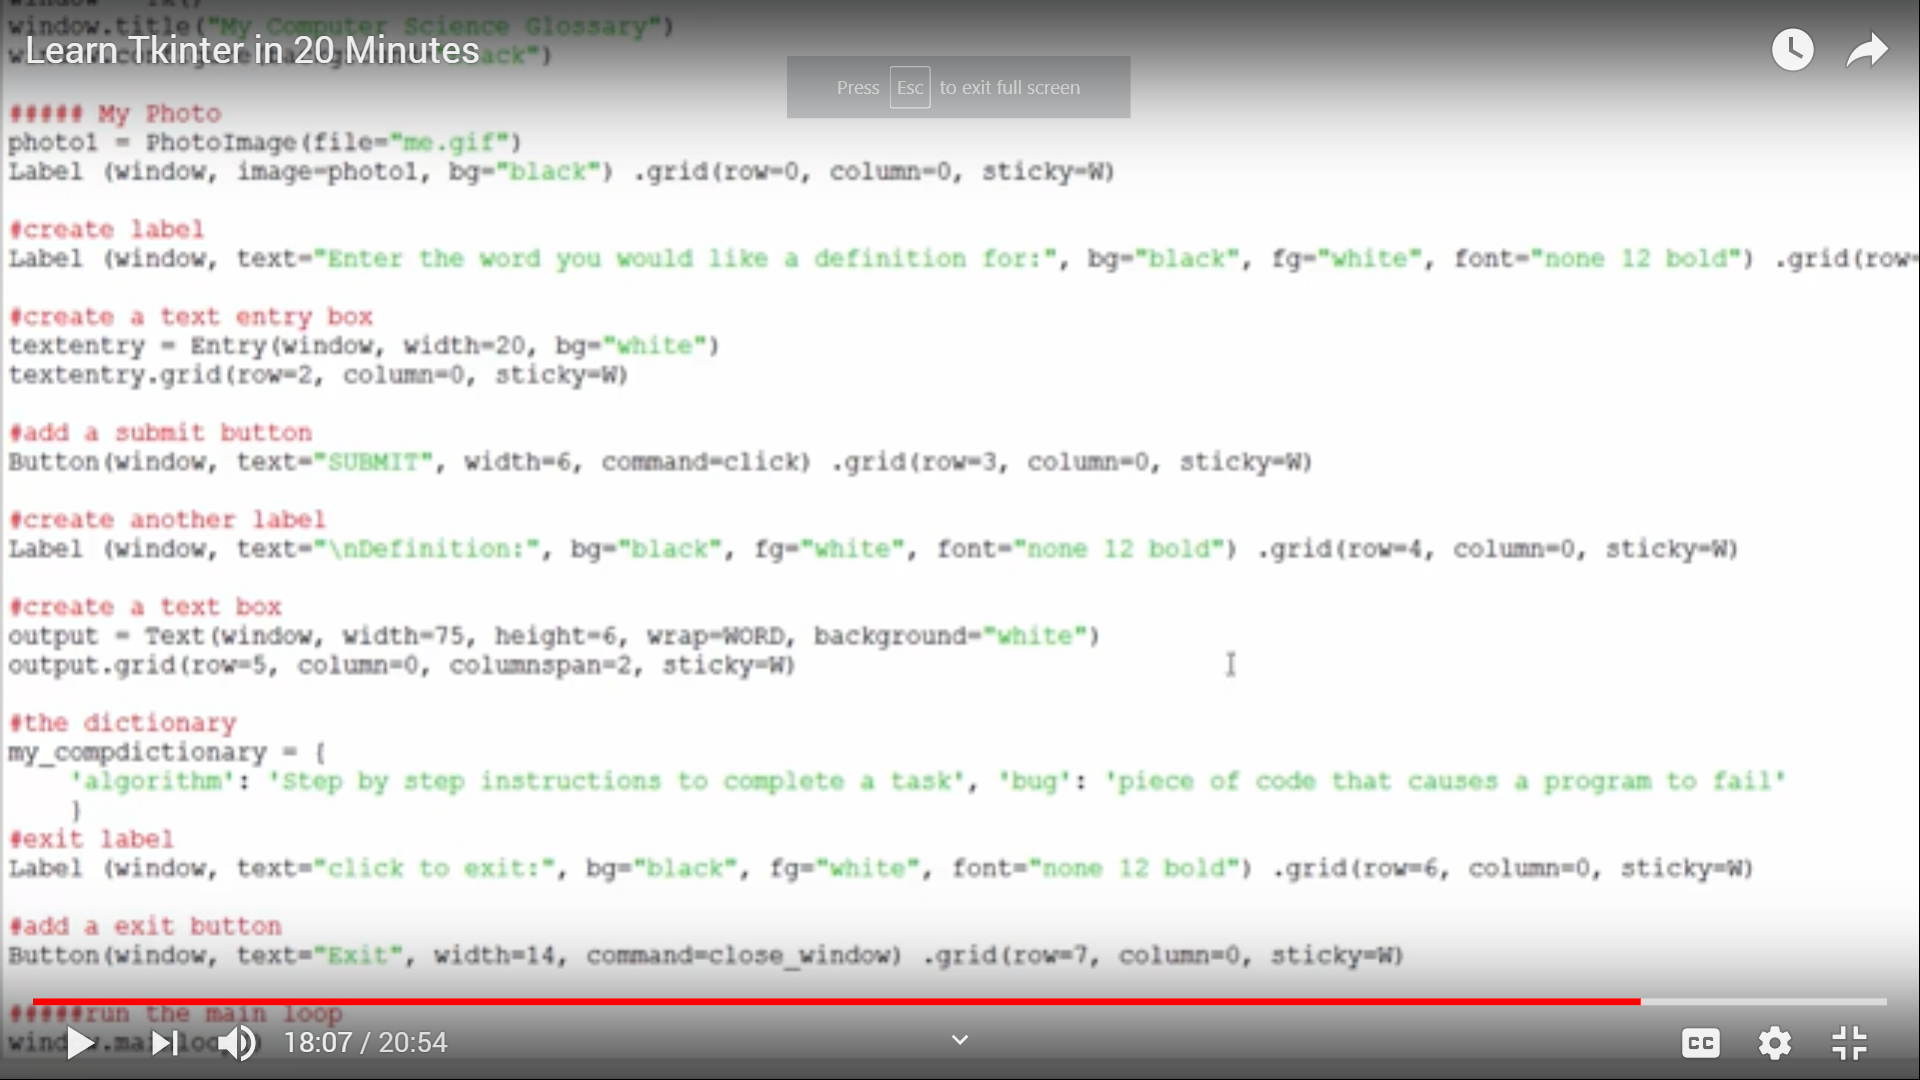 window.title("My Computer Science Glossary")
Learn Tkinter in 20 Minutes
Press Esc to exit full screen
##### My Photo
photo1 = PhotoImage(file="me.gif")
Label (window, image=photo1, bg="black") .grid(row=0, column=0, sticky=W)
#create label
Label (window, text="Enter the word you would like a definition for:", bg="black", fg="white", font="none 12 bold") .grid(row=
#create a text entry box
textentry = Entry(window, width=20, bg="white")
textentry.grid(row=2, column=0, sticky=W)
#add a submit button
Button(window, text="SUBMIT", width=6, command=click) .grid(row=3, column=0, sticky=W)
#create another label
Label (window, text="\nDefinition:", bg="black", fg="white", font="none 12 bold") .grid(row=4, column=0, sticky=W)
#create a text box
output = Text(window, width=75, height=6, wrap=WORD, background="white")
output.grid(row=5, column=0, columnspan=2, sticky=W)
#the dictionary
my_compdictionary = {
'algorithm': 'Step by step instructions to complete a task', 'bug': 'piece of code that causes a program to fail'
}
#exit label
Label (window, text="click to exit:", bg="black", fg="white", font="none 12 bold") .grid(row=6, column=0, sticky=W)
#add a exit button
Button(window, text="Exit", width=14, command=close_window) .grid(row=7, column=0, sticky=W)
#####run the main loop
18:07 / 20:54
CC